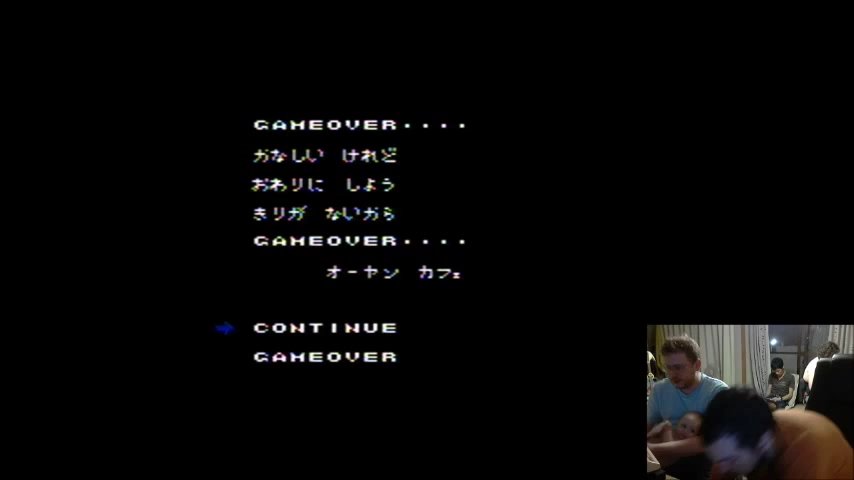 GAMEOVER・・・・
かなしい けれど
おわりに しよう
きりが ないから
GAMEOVER・・・・
オーヤン カフェ
CONTINUE
GAMEOVER